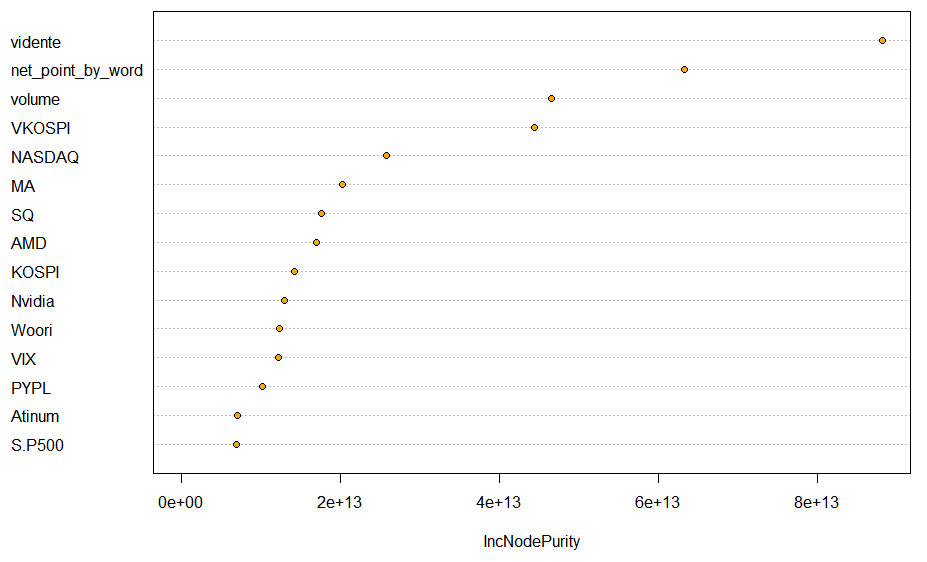 vidente
net_point_by_word
volume
VKOSPI
NASDAQ
MA
SQ
AMD
KOSPI
Nvidia
Woori
VIX
PYPL
Atinum
S.P500
0e+00 2e+13 4e+13 6e+13 8e+13
IncNodePurity